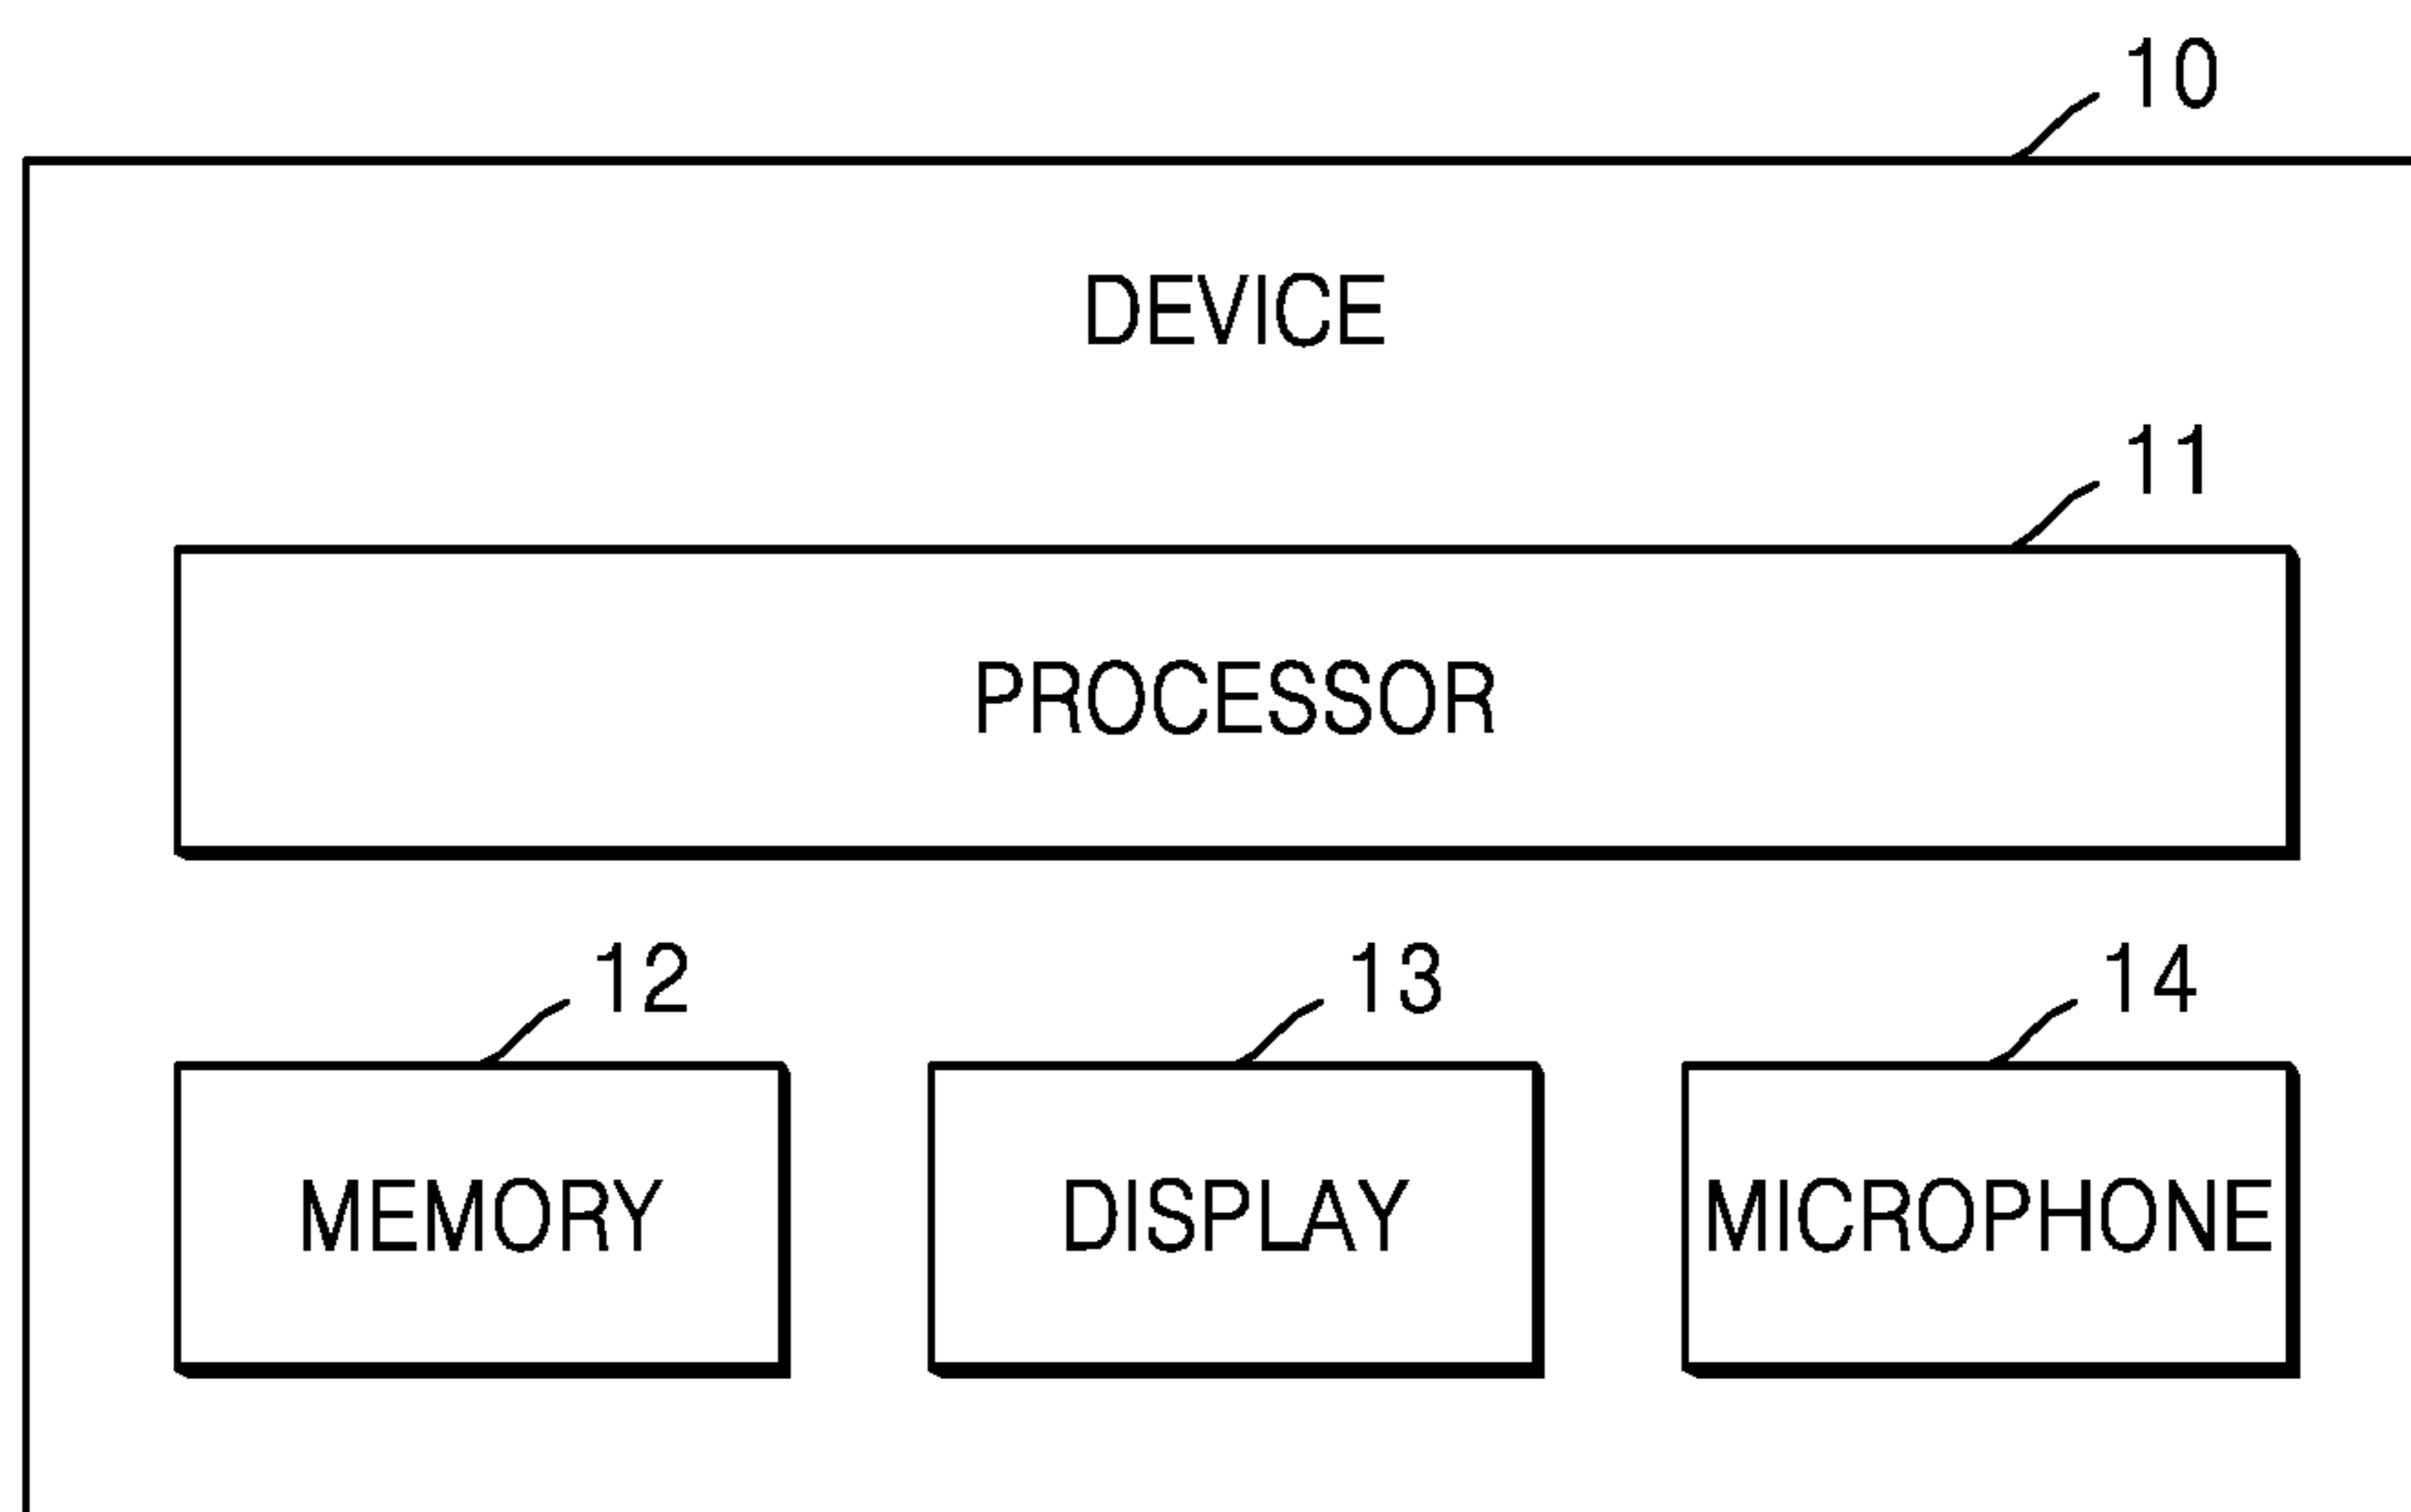 10
DEVICE
11
PROCESSOR
12 13 14
MEMORY DISPLAY MICROPHONE